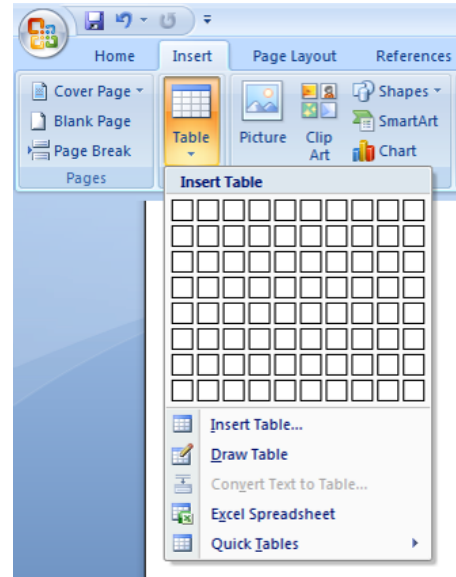 Home Insert Page Layout References
Cover Page
Blank Page
Page Break
Pages
Table
Picture
Clip
Art
Shapes
SmartArt
Chart
Insert Table
Insert Table...
Draw Table
Convert Text to Table...
Excel Spreadsheet
Quick Tables